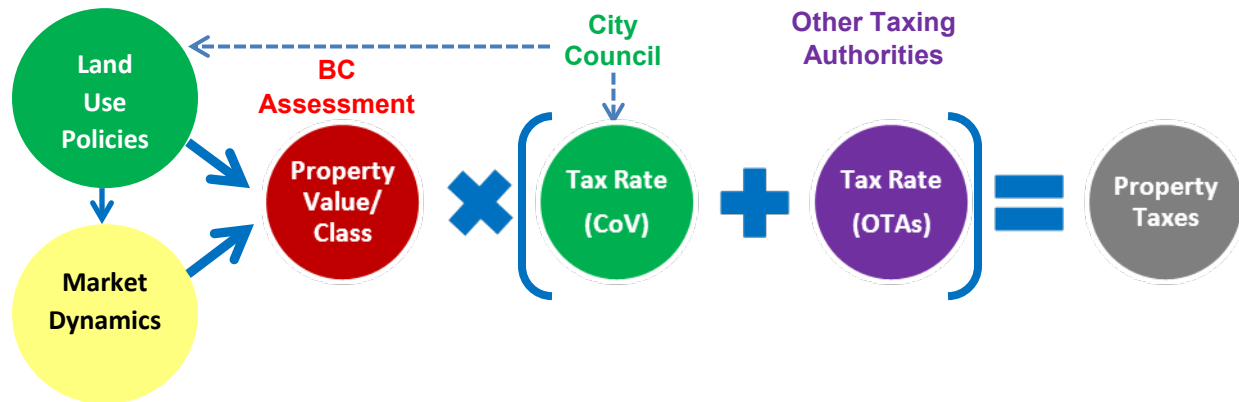 City
Council
Other Taxing
Authorities
BC
Assessment
Land
Use
Policies
Property
Value/
Class
Tax Rate
(CoV)
Tax Rate
(OTAs)
Property
Taxes
Market
Dynamics